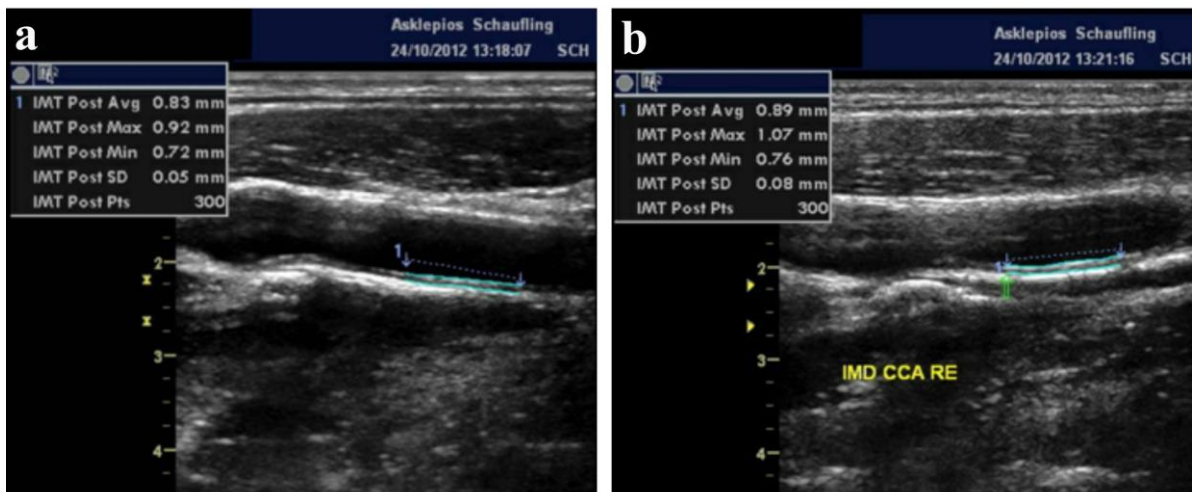 a
Asklepios Schaufling
24/10/2012 13:18:07 SCH
1 IMT Post Avg 0.83 mm
IMT Post Max 0.92 mm
IMT Post Min 0.72 mm
IMT Post SD 0.05 mm
IMT Post Pts 300
1
2
3
4
b
Asklepios Schaufling
24/10/2012 13:21:16 SCH
1 IMT Post Avg 0.89 mm
IMT Post Max 1.07 mm
IMT Post Min 0.76 mm
IMT Post SD 0.08 mm
IMT Post Pts 300
1
2
3
IMD CCA RE
4